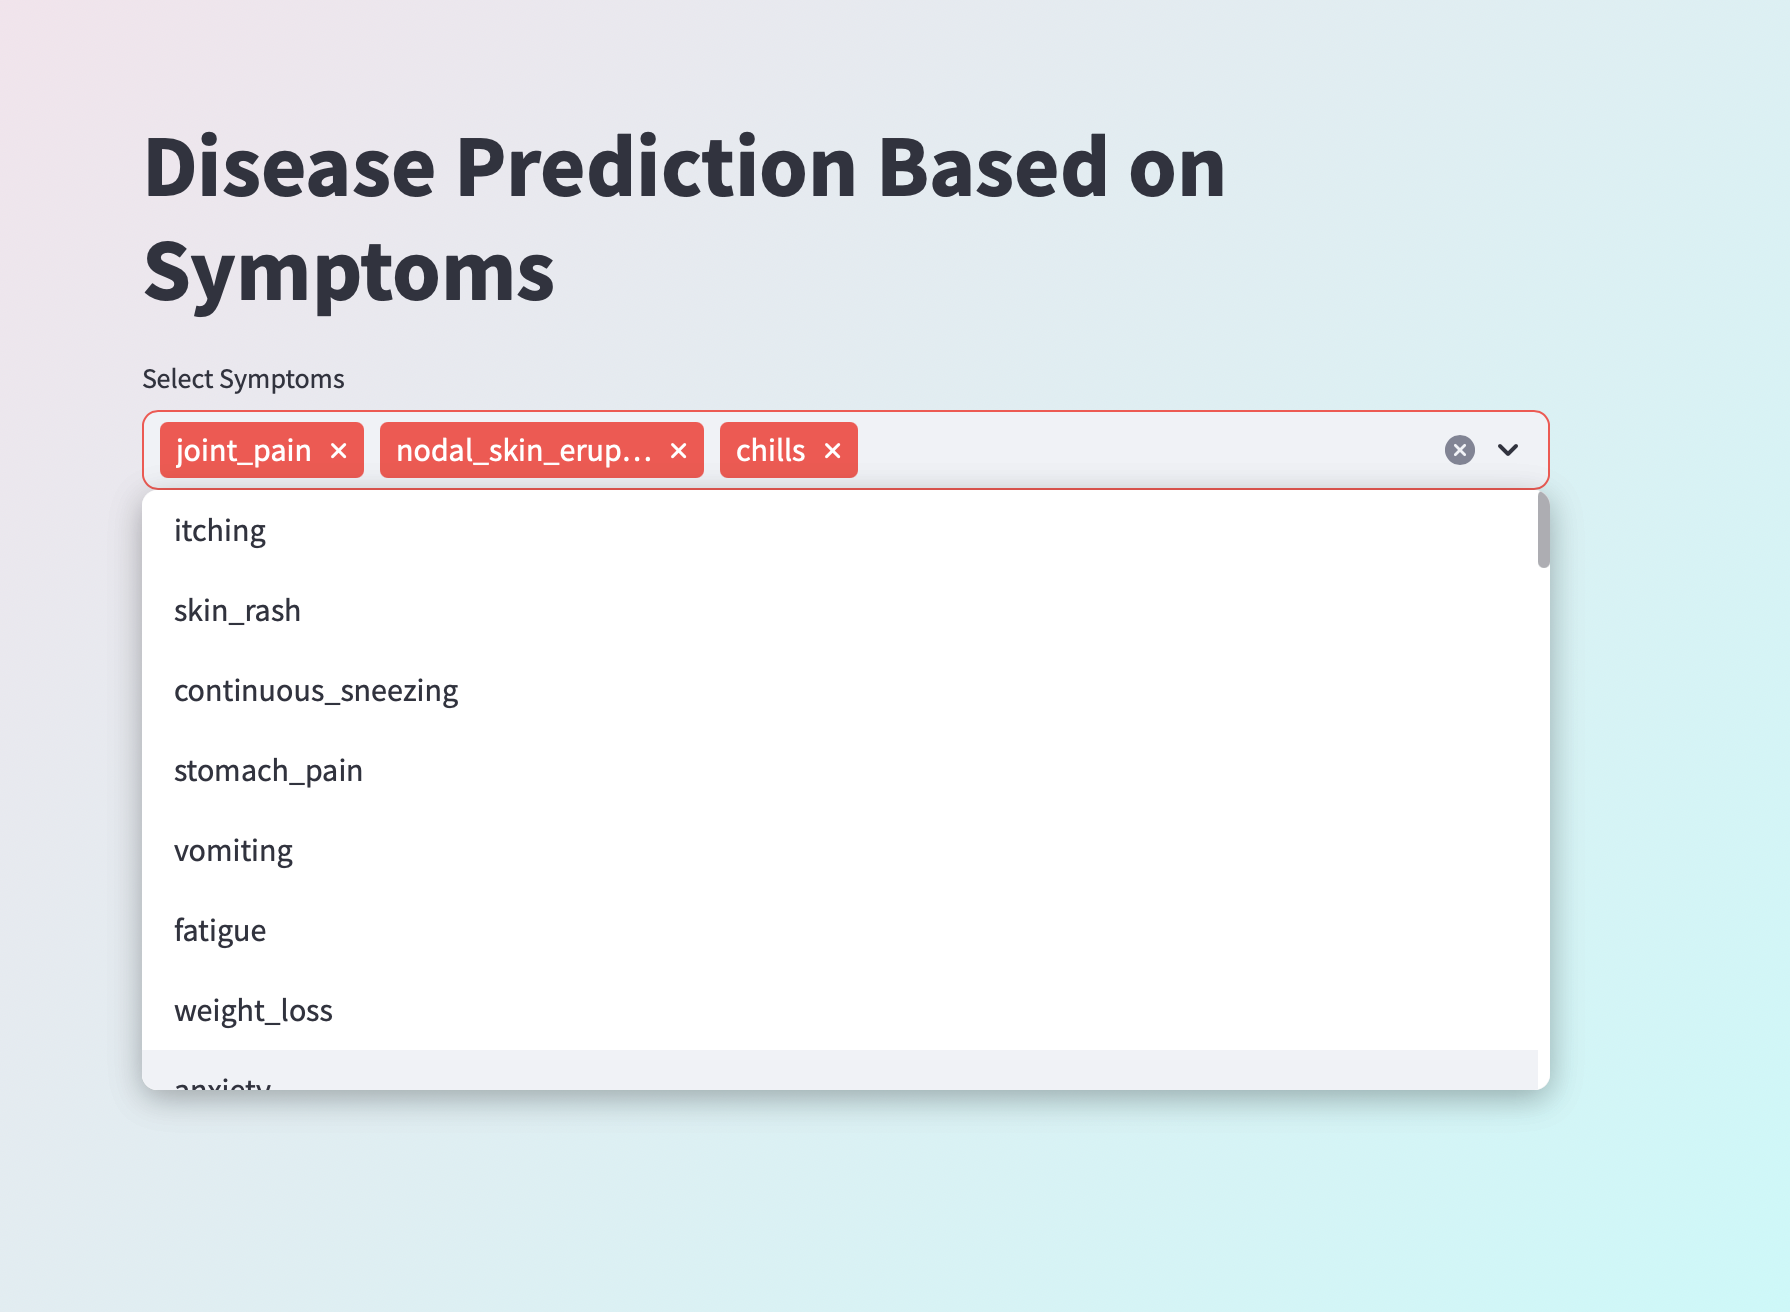 Disease Prediction Based on
Symptoms
Select Symptoms
joint_pain nodal_skin_erup... chills
itching
skin_rash
continuous_sneezing
stomach_pain
vomiting
fatigue
weight_loss
anxiety